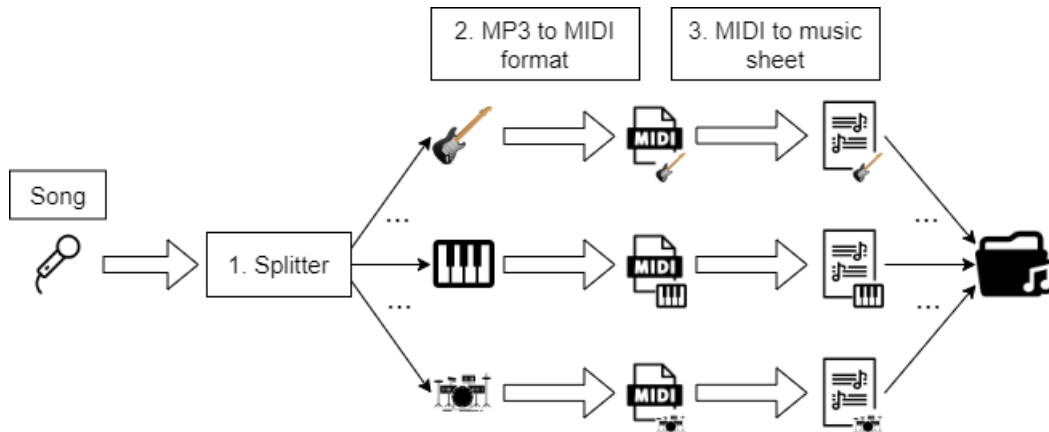 2. MP3 to MIDI
format
3. MIDI to music
sheet
MIDI
Song
...
...
1. Splitter
MIDI
...
...
MIDI